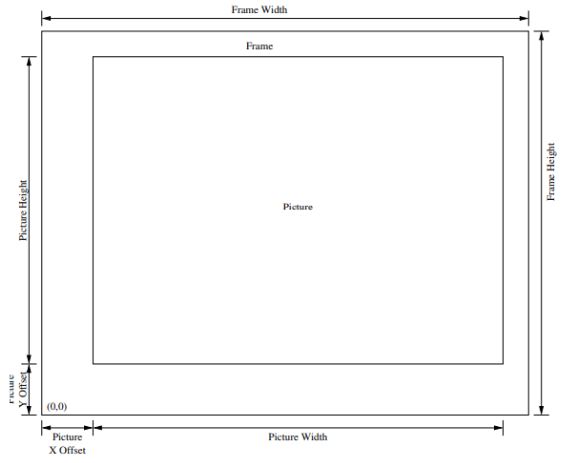 Frame Width
Frame
Picture Height
Frame Height
Picture
Picture
Y Offset
(0,0)
Picture
X Offset
Picture Width